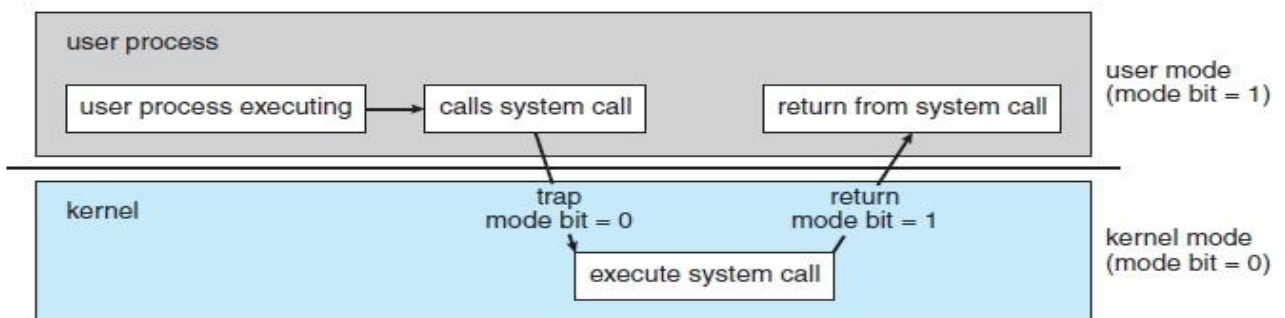 user process
user process executing
calls system call
return from system call
user mode
(mode bit = 1)
kernel
trap
mode bit = 0
return
mode bit = 1
execute system call
kernel mode
(mode bit = 0)